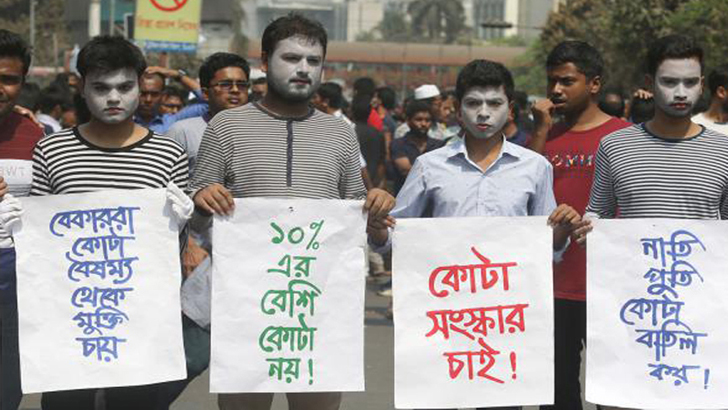 বেকাররা
কোটা
বৈষম্য
থেকে
মুক্তি
চায়
১০%
এর
বেশি
কোটা
নয়!
কোটা
সংস্কার
চাই!
নাতি
পুতি
কোটা
বাতিল
কর!